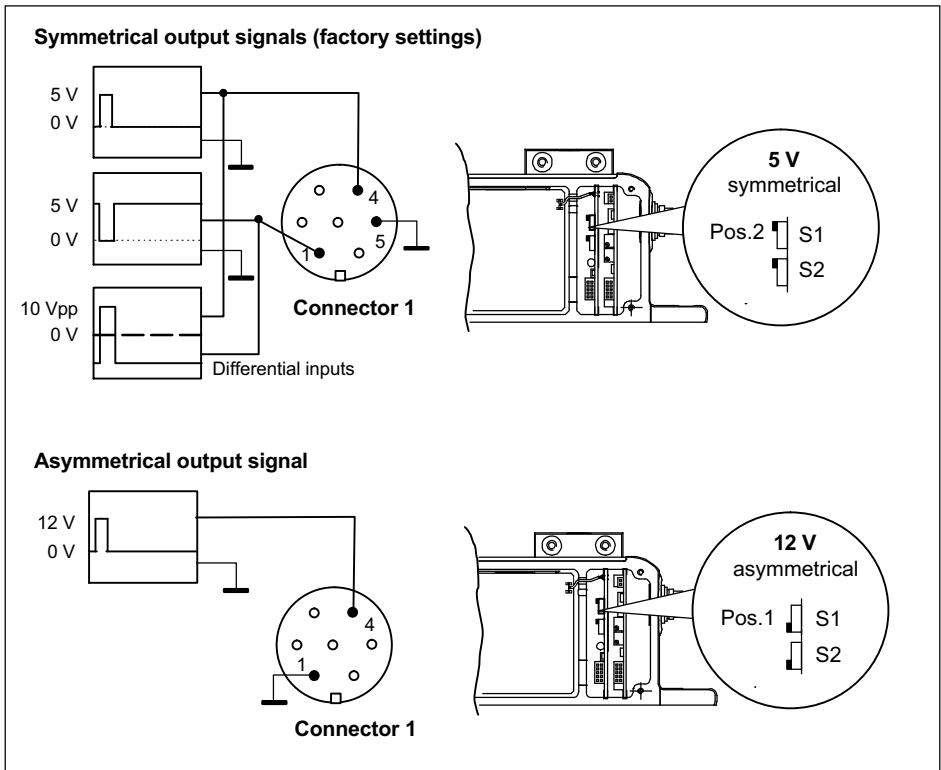 Symmetrical output signals (factory settings)
5 V
0 V
5 V
0 V
10 Vpp
0 V
Differential inputs
4
5
1
Connector 1
5 V
symmetrical
Pos.2
S1
S2
Asymmetrical output signal
12 V
0 V
4
1
Connector 1
12 V
asymmetrical
Pos.1
S1
S2